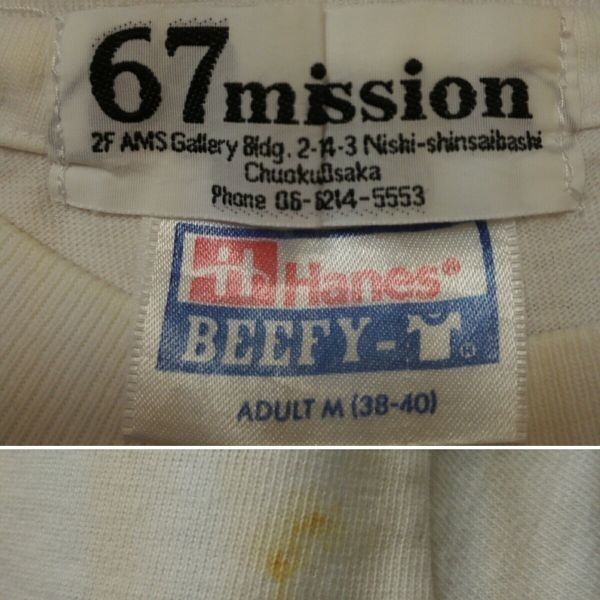 67mission
2F AMS Gallery Bldg. 2-11-3 Nishi-shinsaibashi
ChuokuOsaka
Phone 06-6214-5553
Hanes®
BEEFY-T
ADULT M (38-40)